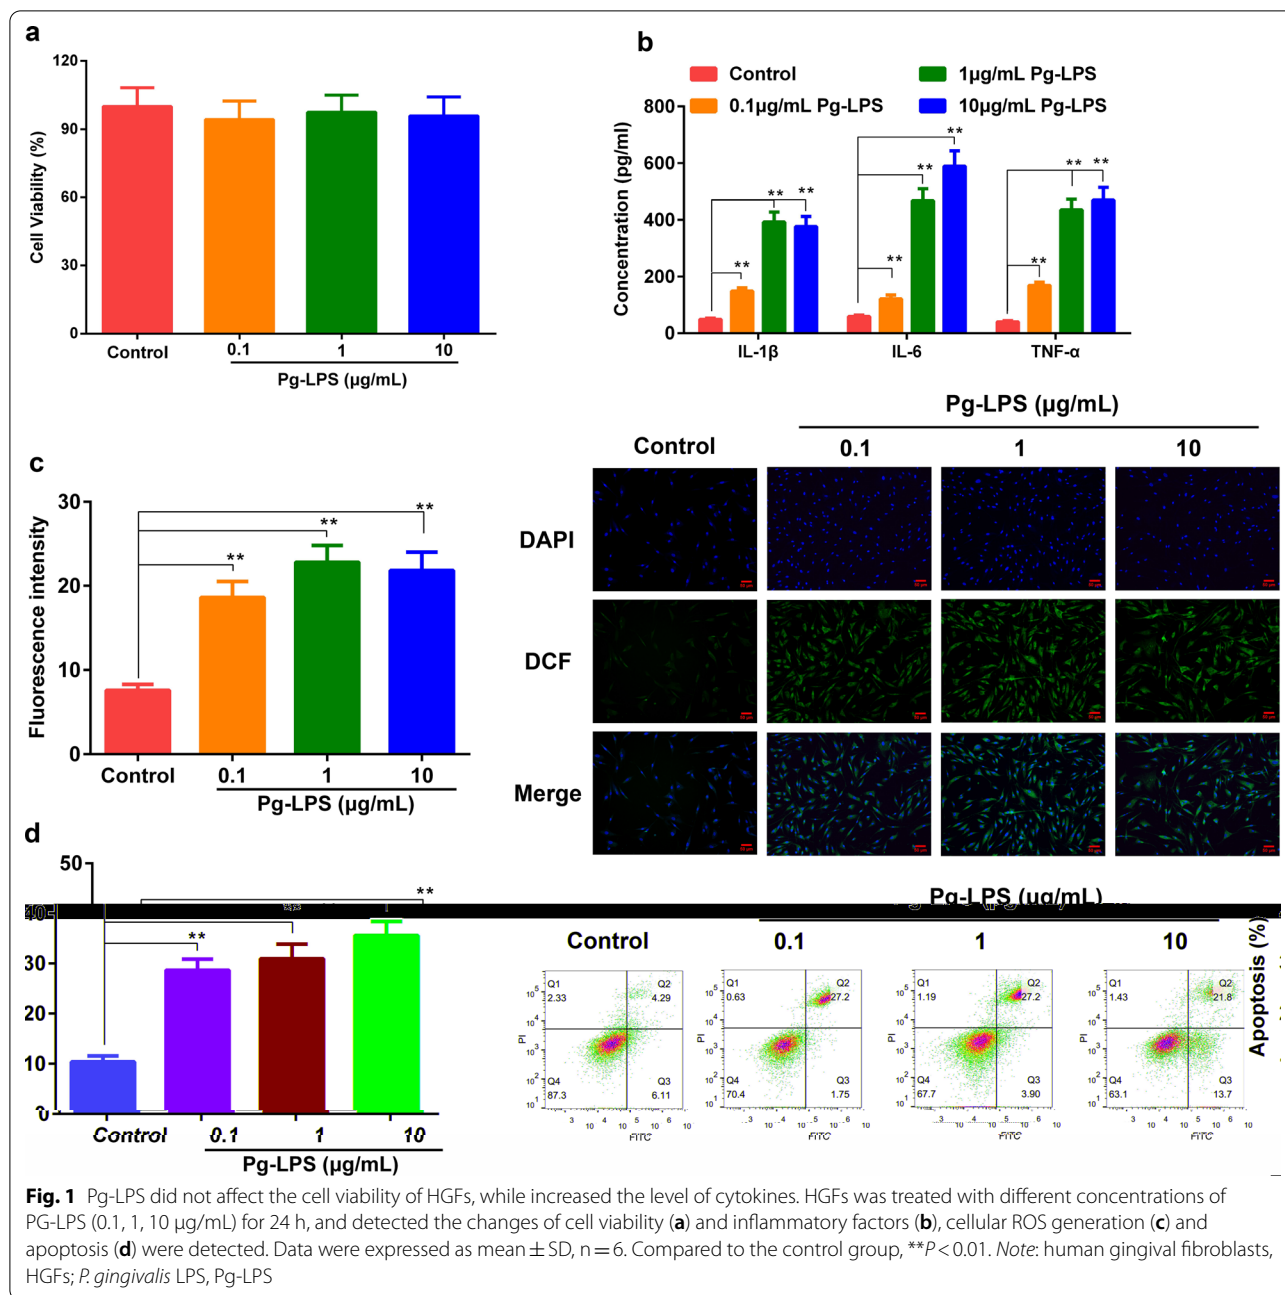 a
120
90
60
30
0
Cell Viability (%)
Control
0.1
1
10
Pg-LPS (µg/mL)
b
Control
0.1µg/mL Pg-LPS
1µg/mL Pg-LPS
10µg/mL Pg-LPS
800
600
400
200
0
Concentration (pg/ml)
** ** **
** ** **
** ** **
IL-1β
IL-6
TNF-α
c
30
20
10
0
Fluorescence intensity
**
**
**
Control
0.1
1
10
Pg-LPS (µg/mL)
Pg-LPS (µg/mL)
Control
0.1
1
10
DAPI
DCF
Merge
d
50
40
30
20
10
0
**
**
Control
0.1
1
10
Pg-LPS (µg/mL)
Pg-LPS (µg/mL)
Control
0.1
1
10
Apoptosis (%)
Q1
2.33
Q2
4.29
Q4
87.3
Q3
6.11
PI
FITC
Q1
0.63
Q2
27.2
Q4
70.4
Q3
1.75
PI
FITC
Q1
1.19
Q2
27.2
Q4
67.7
Q3
3.90
PI
FITC
Q1
1.43
Q2
21.8
Q4
63.1
Q3
13.7
PI
FITC
Fig. 1 Pg-LPS did not affect the cell viability of HGFs, while increased the level of cytokines. HGFs was treated with different concentrations of
PG-LPS (0.1, 1, 10 µg/mL) for 24 h, and detected the changes of cell viability (a) and inflammatory factors (b), cellular ROS generation (c) and
apoptosis (d) were detected. Data were expressed as mean ± SD, n = 6. Compared to the control group, **P < 0.01. Note: human gingival fibroblasts,
HGFs; P. gingivalis LPS, Pg-LPS